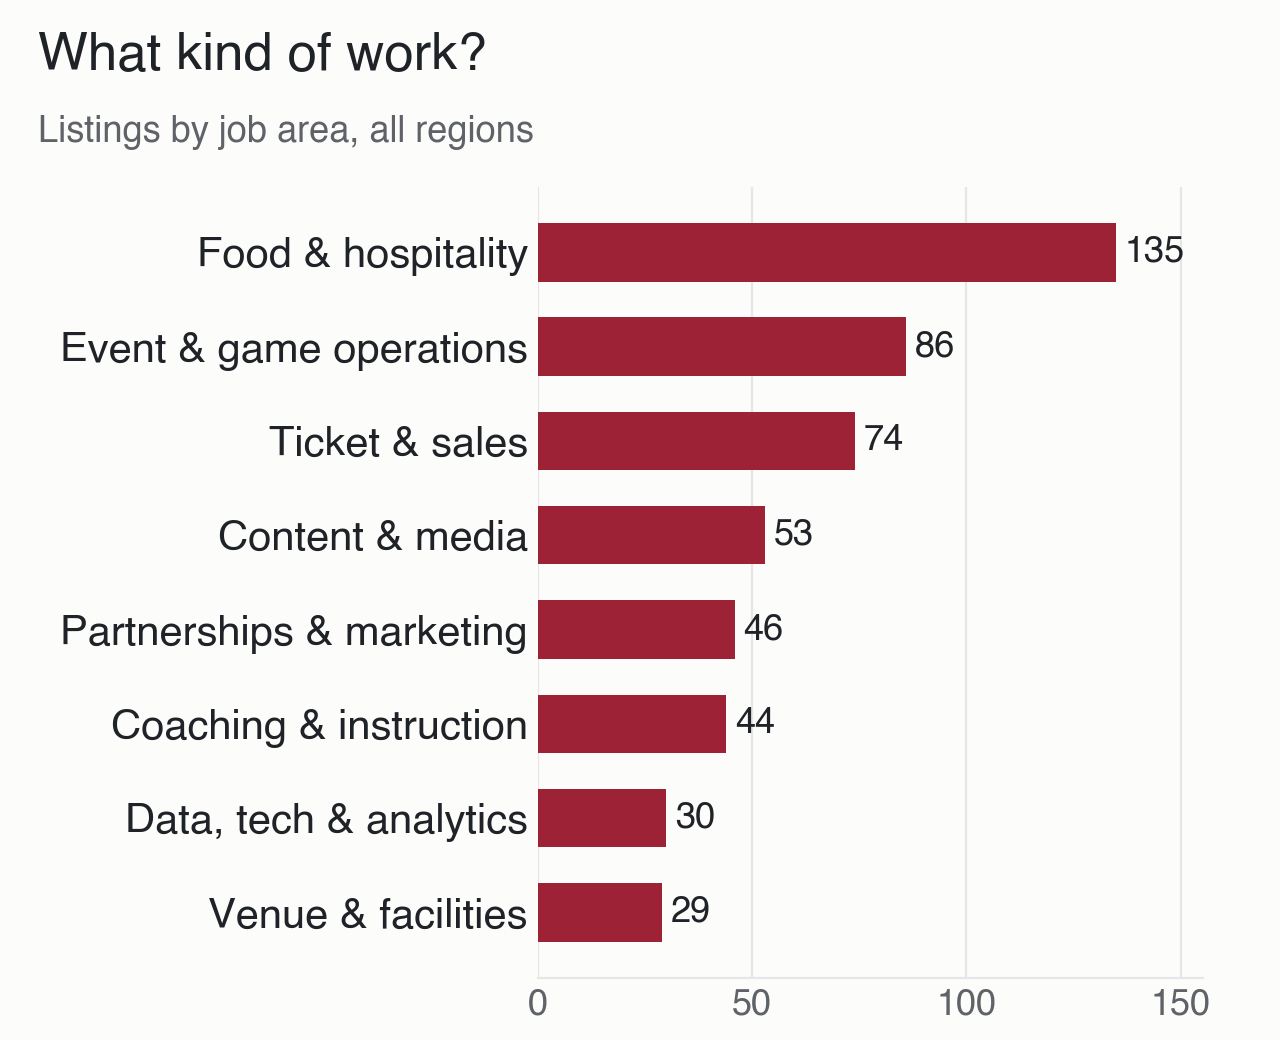 What kind of work?
Listings by job area, all regions
Food & hospitality 135
Event & game operations 86
Ticket & sales 74
Content & media 53
Partnerships & marketing 46
Coaching & instruction 44
Data, tech & analytics 30
Venue & facilities 29
0 50 100 150